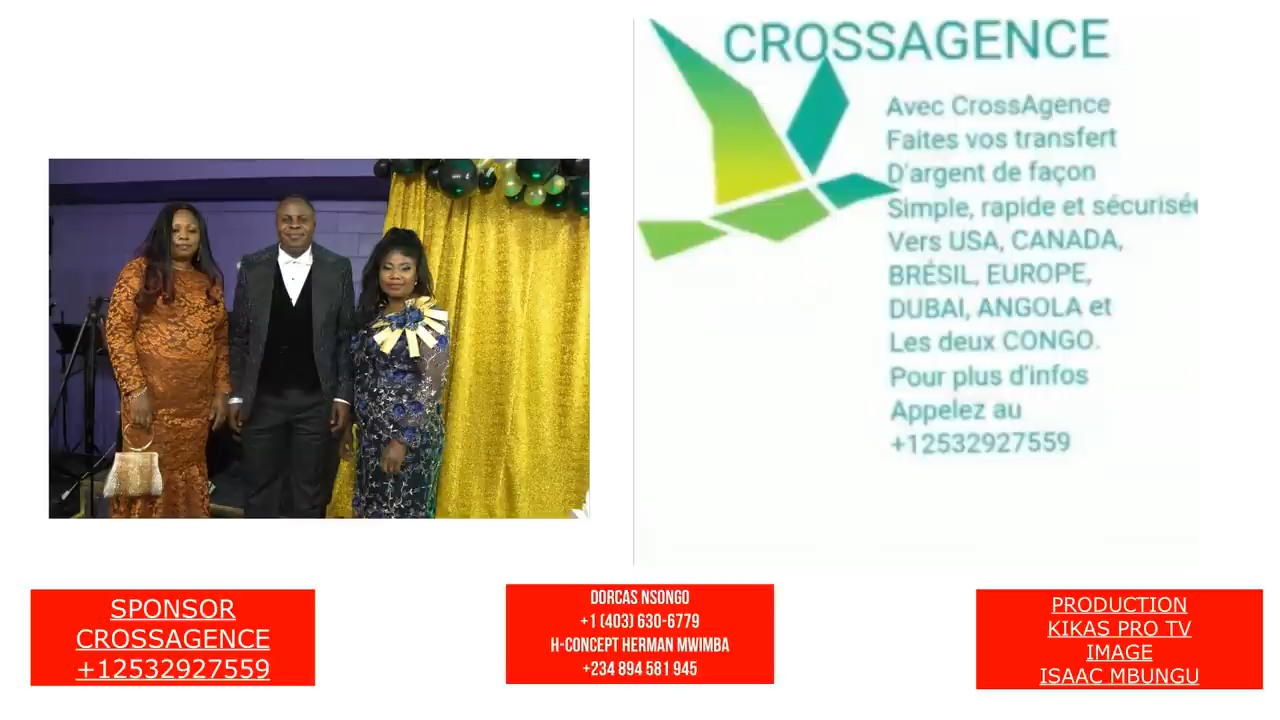 CROSSAGENCE
Avec CrossAgence
Faites vos transfert
D'argent de façon
Simple, rapide et sécurisée
Vers USA, CANADA,
BRÉSIL, EUROPE,
DUBAI, ANGOLA et
Les deux CONGO.
Pour plus d'infos
Appelez au
+12532927559
SPONSOR
CROSSAGENCE
+12532927559
DORCAS NSONGO
+1 (403) 630-6779
H-CONCEPT HERMAN MWIMBA
+234 894 581 945
PRODUCTION
KIKAS PRO TV
IMAGE
ISAAC MBUNGU